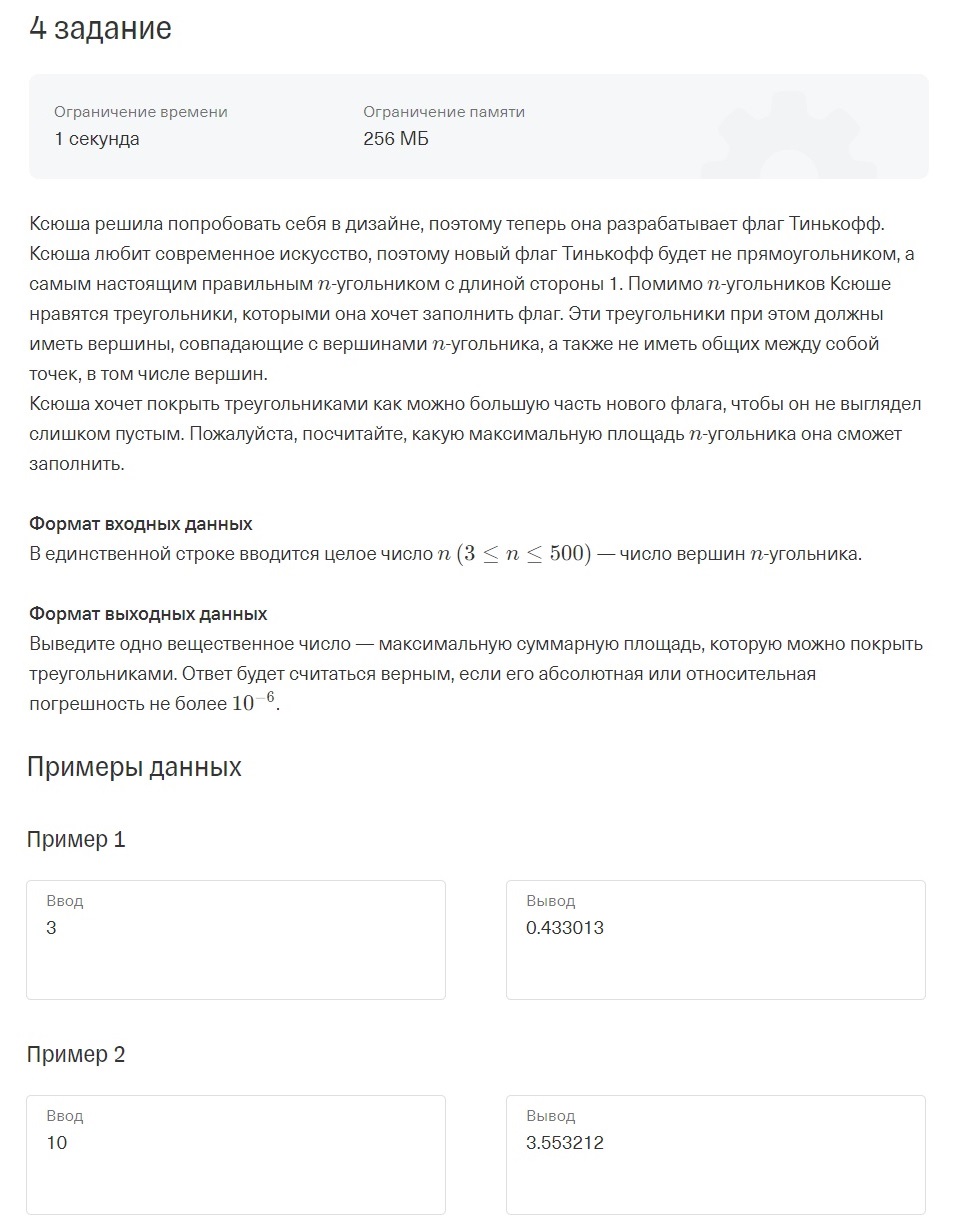 4 задание
Ограничение времени
Ограничение памяти
1 секунда
256 МБ
Ксюша решила попробовать себя в дизайне, поэтому теперь она разрабатывает флаг Тинькофф.
Ксюша любит современное искусство, поэтому новый флаг Тинькофф будет не прямоугольником, а
самым настоящим правильным n-угольником с длиной стороны 1. Помимо n-угольников Ксюше
нравятся треугольники, которыми она хочет заполнить флаг. Эти треугольники при этом должны
иметь вершины, совпадающие с вершинами n-угольника, а также не иметь общих между собой
точек, в том числе вершин.
Ксюша хочет покрыть треугольниками как можно большую часть нового флага, чтобы он не выглядел
слишком пустым. Пожалуйста, посчитайте, какую максимальную площадь n-угольника она сможет
заполнить.
Формат входных данных
В единственной строке вводится целое число n (3 ≤ n ≤ 500) — число вершин n-угольника.
Формат выходных данных
Выведите одно вещественное число — максимальную суммарную площадь, которую можно покрыть
треугольниками. Ответ будет считаться верным, если его абсолютная или относительная
погрешность не более 10⁻⁶.
Примеры данных
Пример 1
Ввод
Вывод
3
0.433013
Пример 2
Ввод
Вывод
10
3.553212